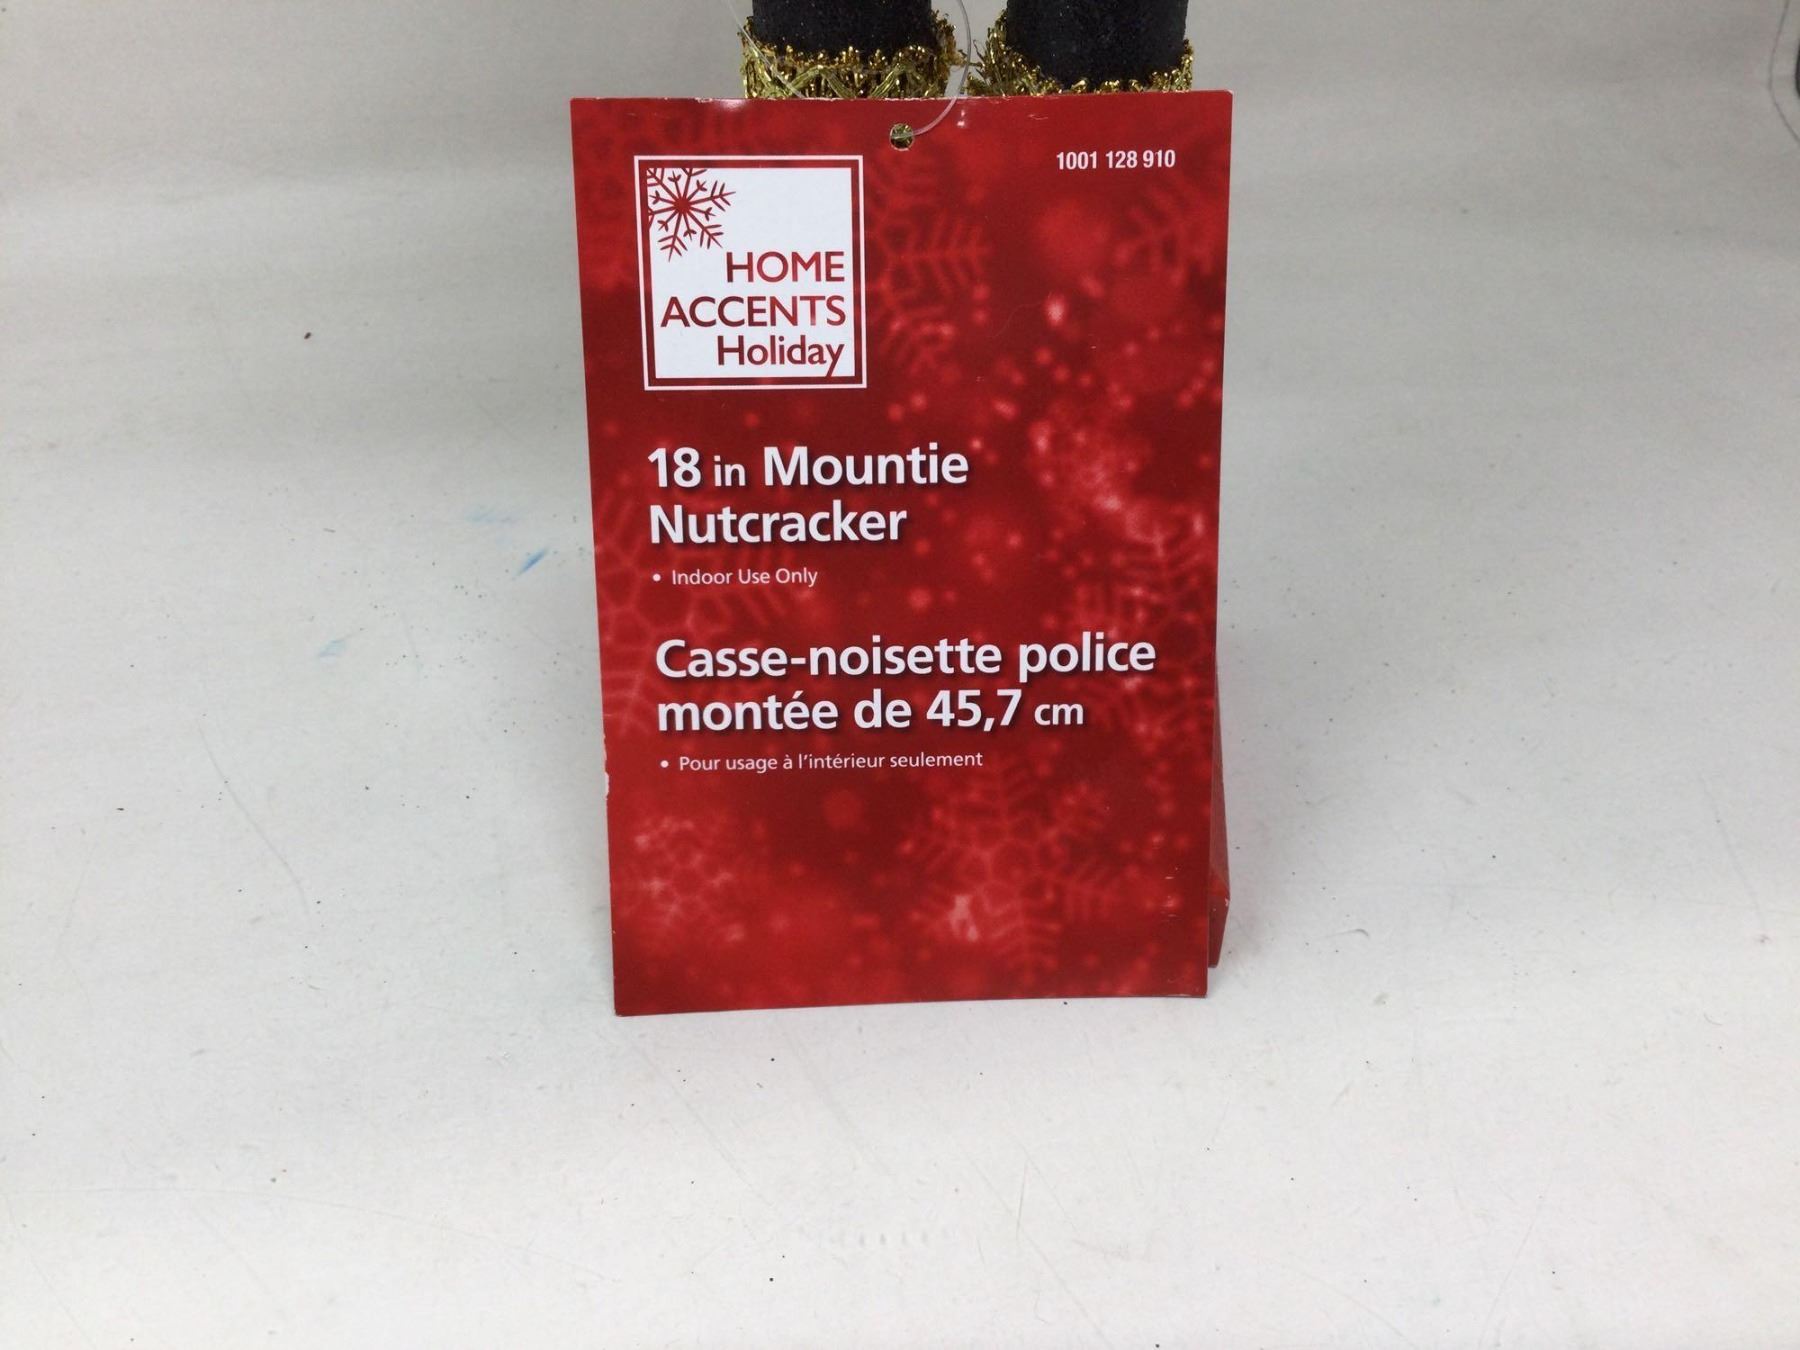 1001 128 910
HOME
ACCENTS
Holiday
18 in Mountie
Nutcracker
• Indoor Use Only
Casse-noisette police
montée de 45,7 cm
• Pour usage à l'intérieur seulement